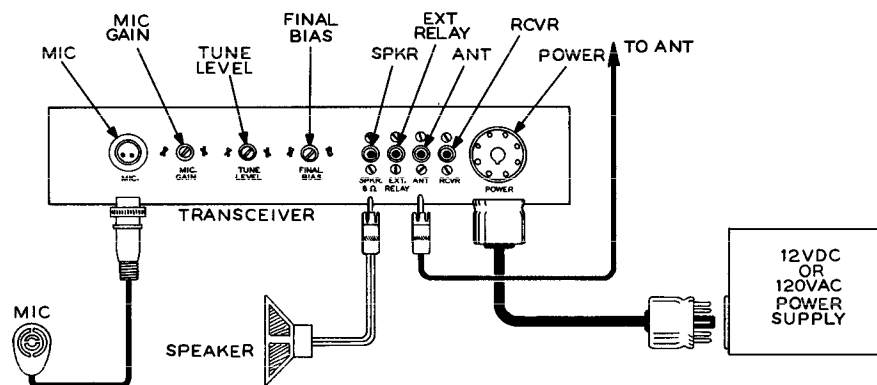 MIC
MIC
GAIN
TUNE
LEVEL
FINAL
BIAS
SPKR
EXT
RELAY
ANT
RCVR
POWER
TO ANT
MIC.
MIC.
GAIN
TUNE
LEVEL
FINAL
BIAS
SPKR.
8 Ω
EXT.
RELAY
ANT
RCVR
POWER
TRANSCEIVER
MIC
SPEAKER
12VDC
OR
120VAC
POWER
SUPPLY